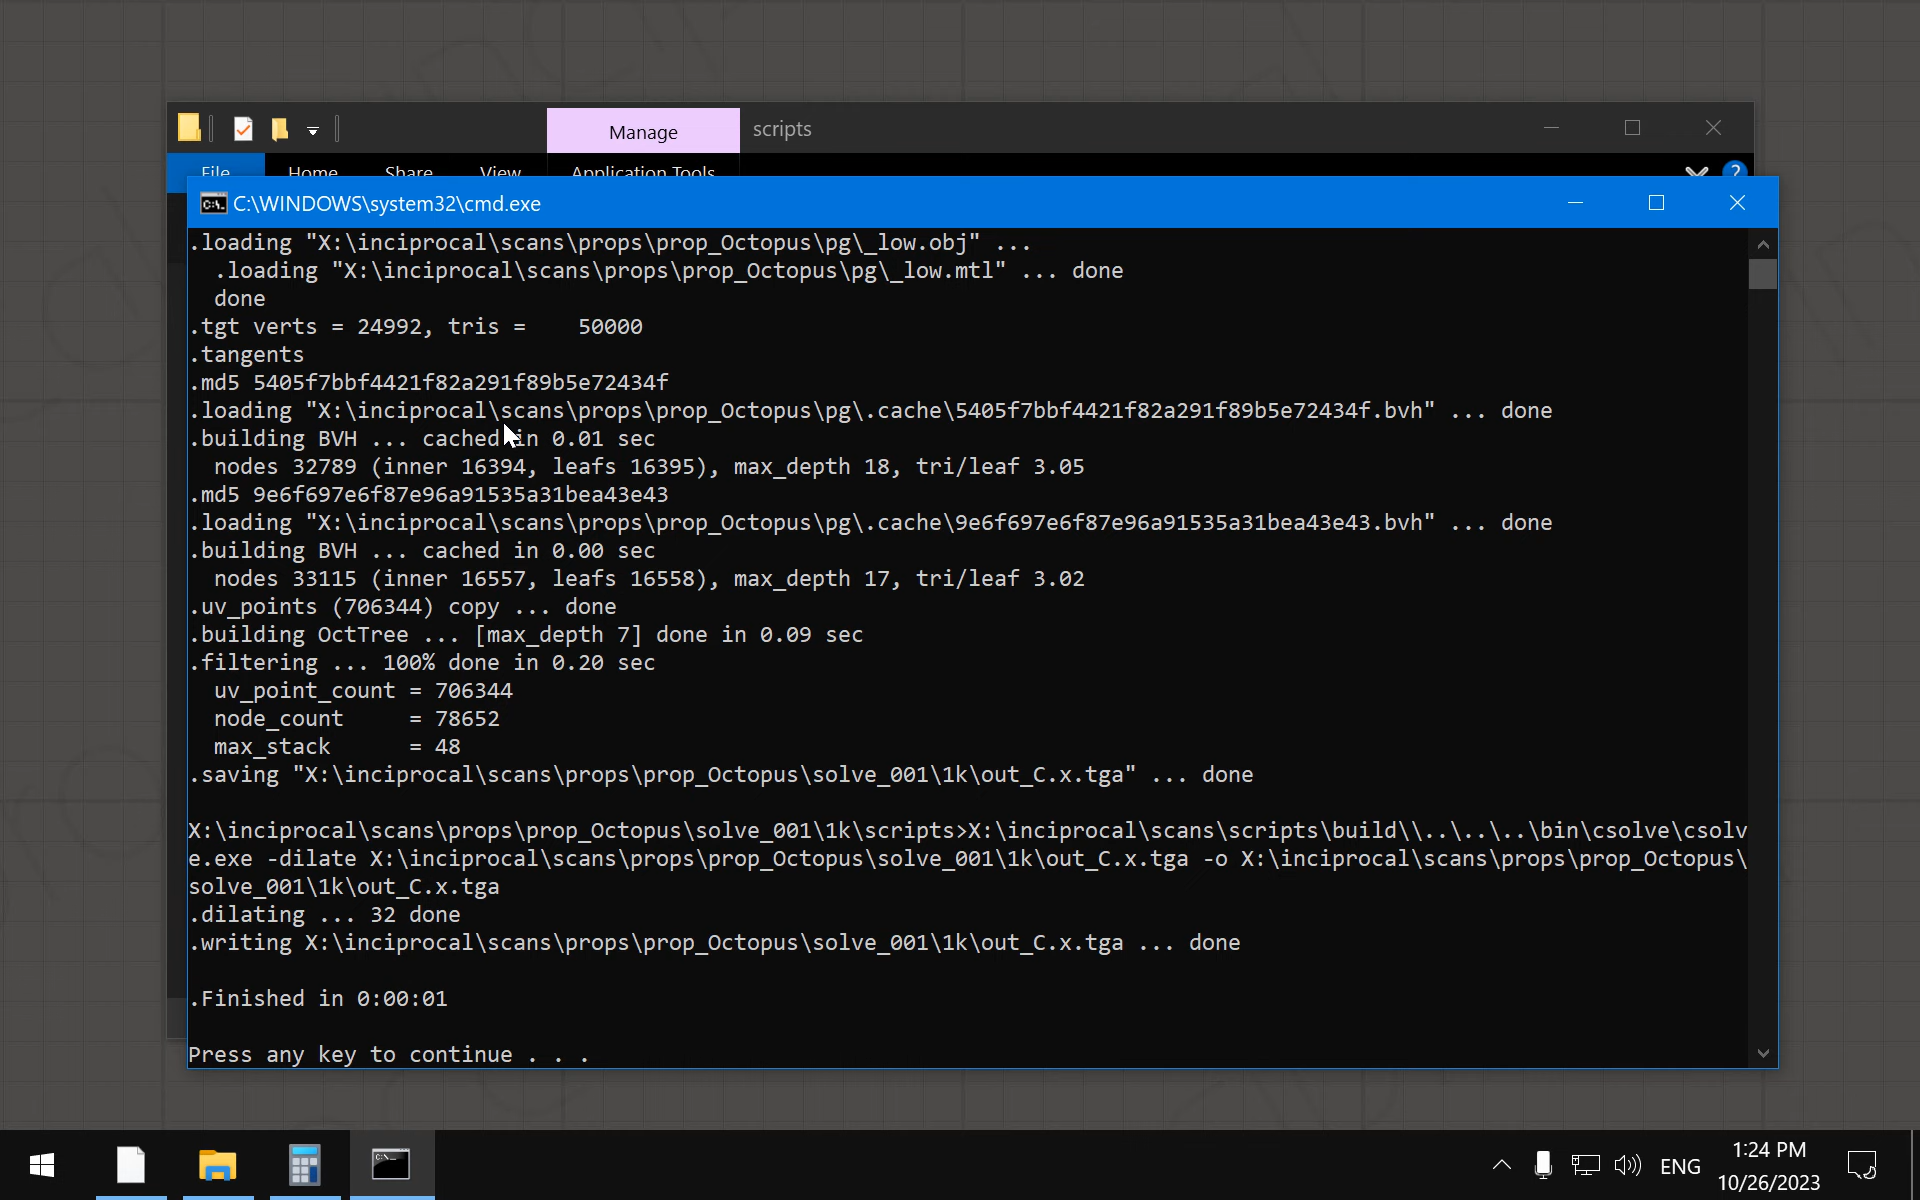 Manage
scripts
File
Home
Share
View
Application Tools
C:\WINDOWS\system32\cmd.exe
.loading "X:\inciprocal\scans\props\prop_Octopus\pg\_low.obj" ...
.loading "X:\inciprocal\scans\props\prop_Octopus\pg\_low.mtl" ... done
done
.tgt verts = 24992, tris =    50000
.tangents
.md5 5405f7bbf4421f82a291f89b5e72434f
.loading "X:\inciprocal\scans\props\prop_Octopus\pg\.cache\5405f7bbf4421f82a291f89b5e72434f.bvh" ... done
.building BVH ... cached in 0.01 sec
nodes 32789 (inner 16394, leafs 16395), max_depth 18, tri/leaf 3.05
.md5 9e6f697e6f87e96a91535a31bea43e43
.loading "X:\inciprocal\scans\props\prop_Octopus\pg\.cache\9e6f697e6f87e96a91535a31bea43e43.bvh" ... done
.building BVH ... cached in 0.00 sec
nodes 33115 (inner 16557, leafs 16558), max_depth 17, tri/leaf 3.02
.uv_points (706344) copy ... done
.building OctTree ... [max_depth 7] done in 0.09 sec
.filtering ... 100% done in 0.20 sec
uv_point_count = 706344
node_count     = 78652
max_stack      = 48
.saving "X:\inciprocal\scans\props\prop_Octopus\solve_001\1k\out_C.x.tga" ... done
X:\inciprocal\scans\props\prop_Octopus\solve_001\1k\scripts>X:\inciprocal\scans\scripts\build\\..\..\..\bin\csolve\csolv
e.exe -dilate X:\inciprocal\scans\props\prop_Octopus\solve_001\1k\out_C.x.tga -o X:\inciprocal\scans\props\prop_Octopus\
solve_001\1k\out_C.x.tga
.dilating ... 32 done
.writing X:\inciprocal\scans\props\prop_Octopus\solve_001\1k\out_C.x.tga ... done
.Finished in 0:00:01
Press any key to continue . . .
ENG
1:24 PM
10/26/2023